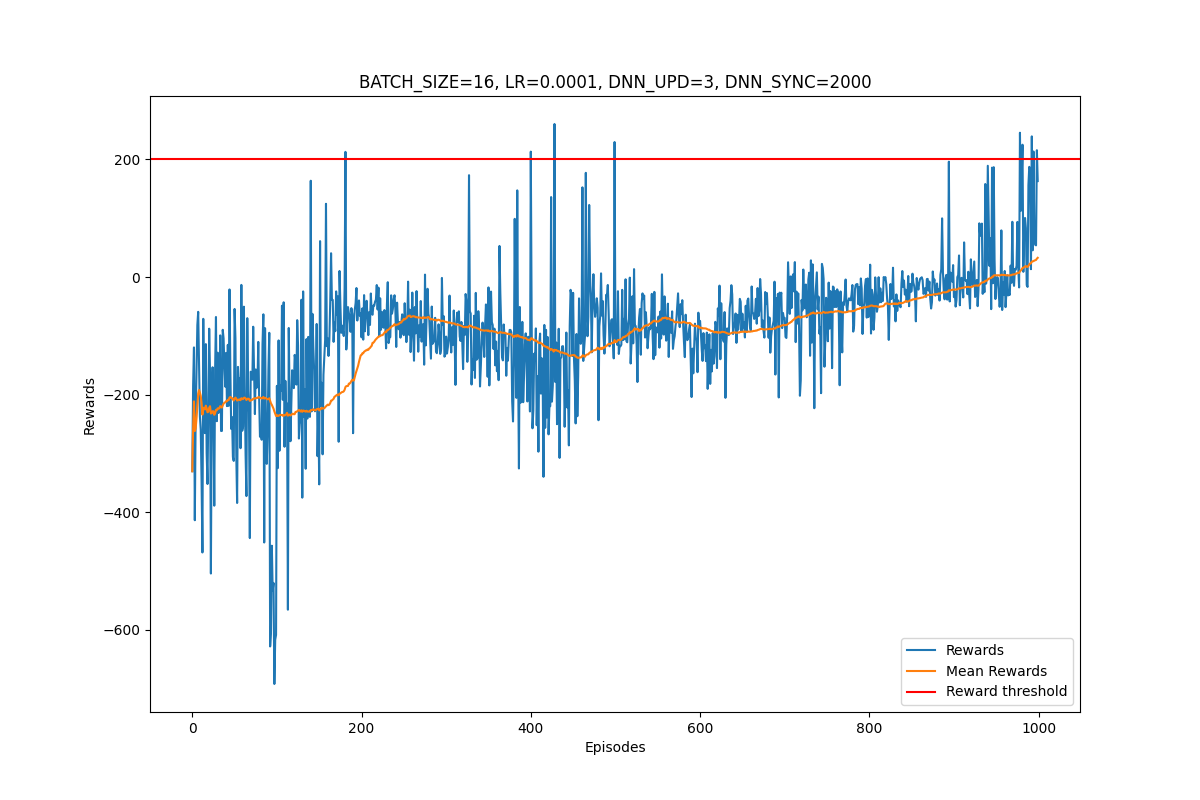 BATCH_SIZE=16, LR=0.0001, DNN_UPD=3, DNN_SYNC=2000
Rewards
200
0
−200
−400
−600
0
200
400
600
800
1000
Episodes
Rewards
Mean Rewards
Reward threshold